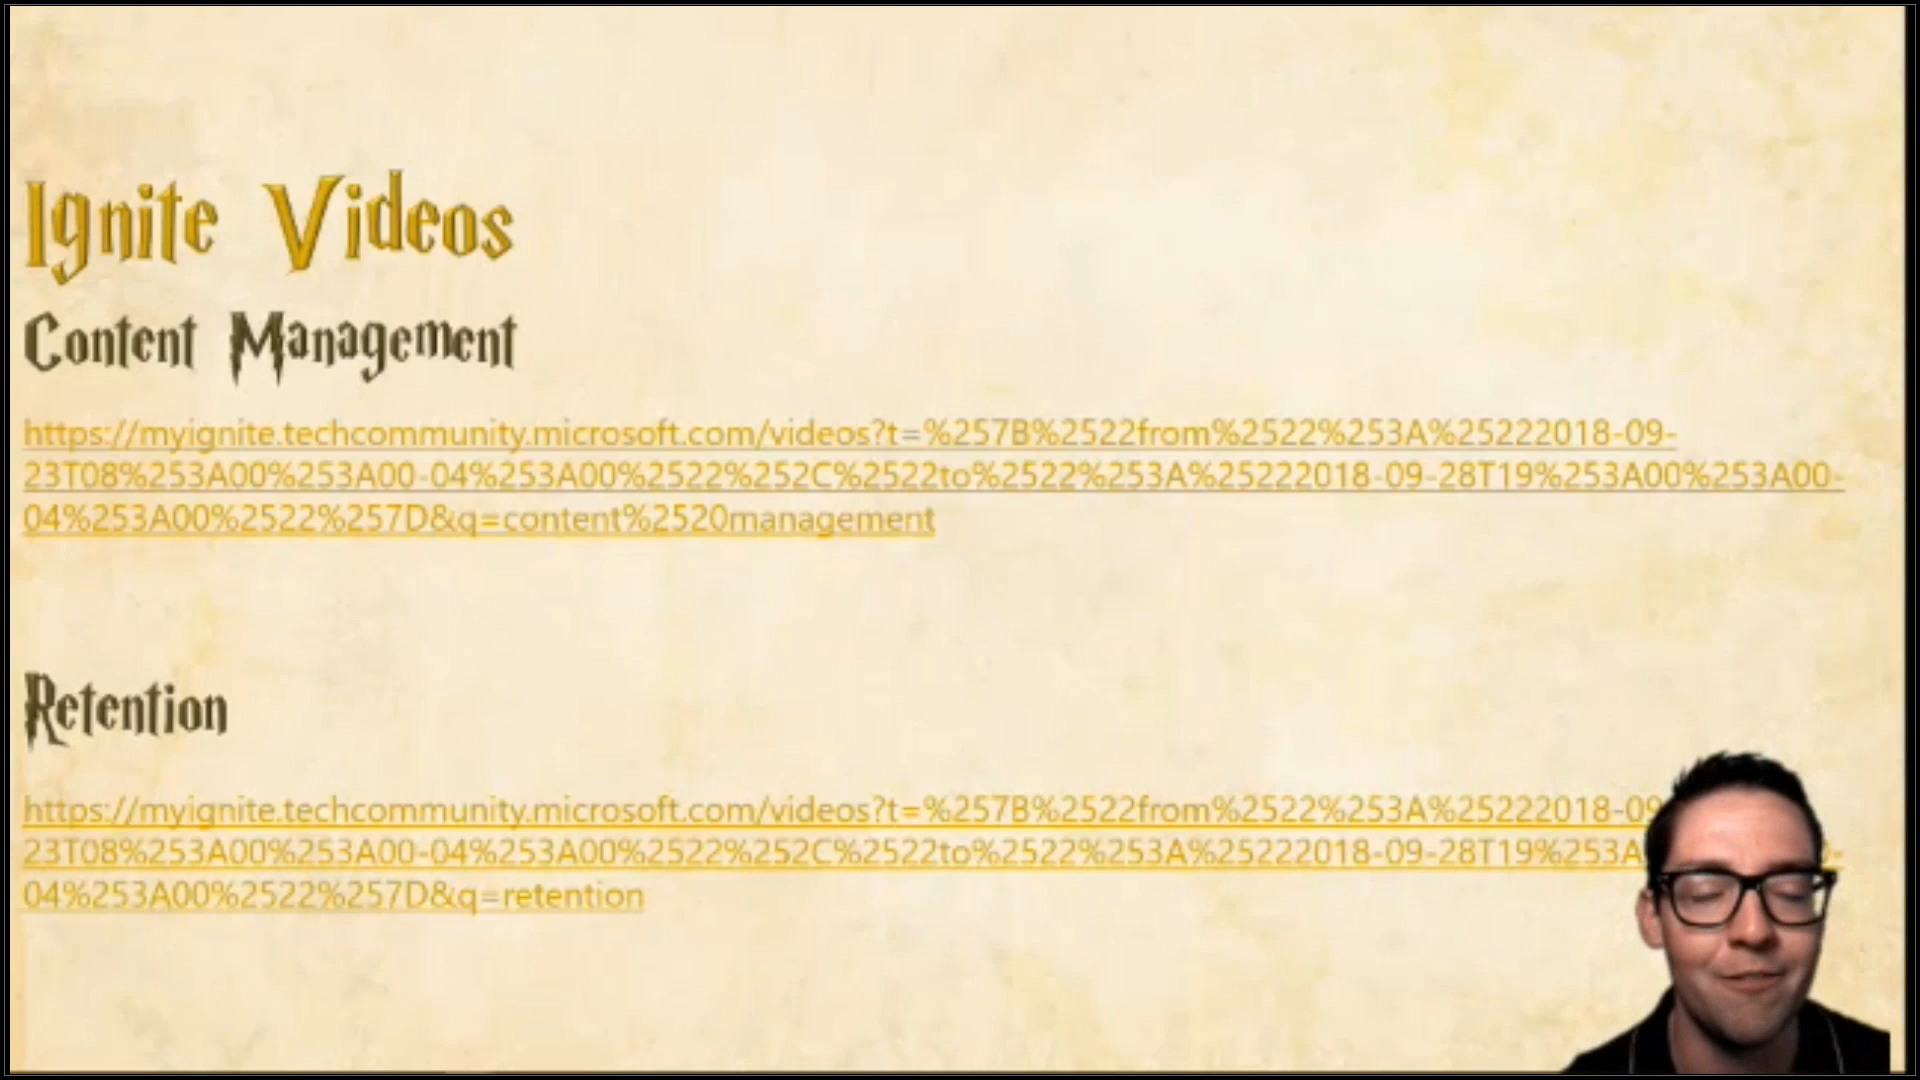 Ignite Videos
Content Management
https://myignite.techcommunity.microsoft.com/videos?t=%257B%2522from%2522%253A%25222018-09-
23T08%253A00%253A00-04%253A00%2522%252C%2522to%2522%253A%25222018-09-28T19%253A00%253A00-
04%253A00%2522%257D&q=content%2520management
Retention
https://myignite.techcommunity.microsoft.com/videos?t=%257B%2522from%2522%253A%25222018-09
23T08%253A00%253A00-04%253A00%2522%252C%2522to%2522%253A%25222018-09-28T19%253A
04%253A00%2522%257D&q=retention